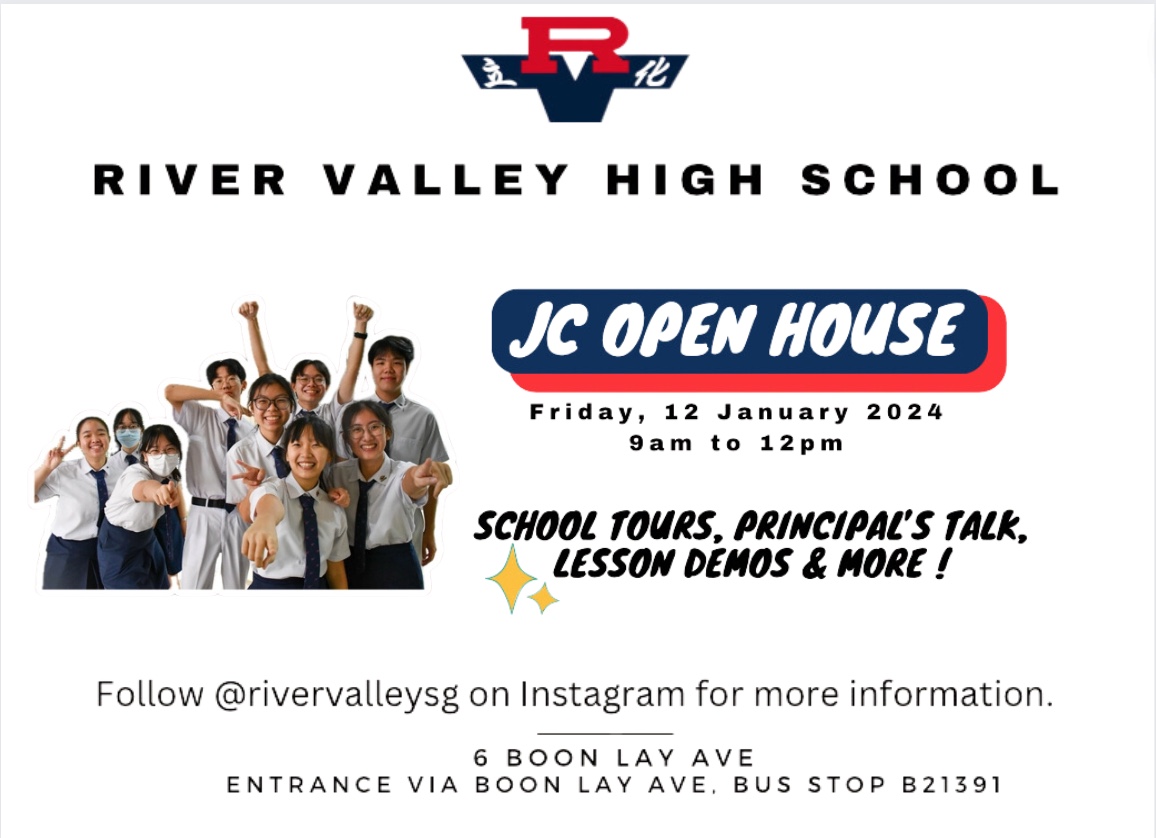 立 R 化
RIVER VALLEY HIGH SCHOOL
JC OPEN HOUSE
Friday, 12 January 2024
9am to 12pm
SCHOOL TOURS, PRINCIPAL'S TALK,
LESSON DEMOS & MORE !
Follow @rivervalleysg on Instagram for more information.
6 BOON LAY AVE
ENTRANCE VIA BOON LAY AVE, BUS STOP B21391